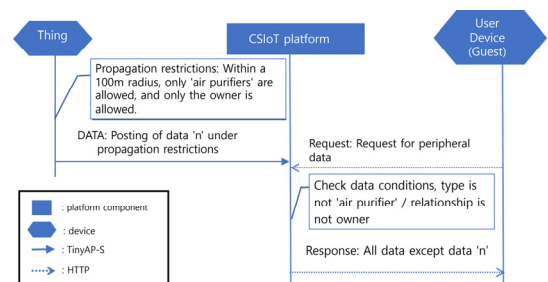 Thing
CSIoT platform
User
Device
(Guest)
Propagation restrictions: Within a
100m radius, only 'air purifiers' are
allowed, and only the owner is
allowed.
DATA: Posting of data 'n' under
propagation restrictions
Request: Request for peripheral
data
Check data conditions, type is
not 'air purifier' / relationship is
not owner
Response: All data except data 'n'
: platform component
: device
: TinyAP-S
: HTTP